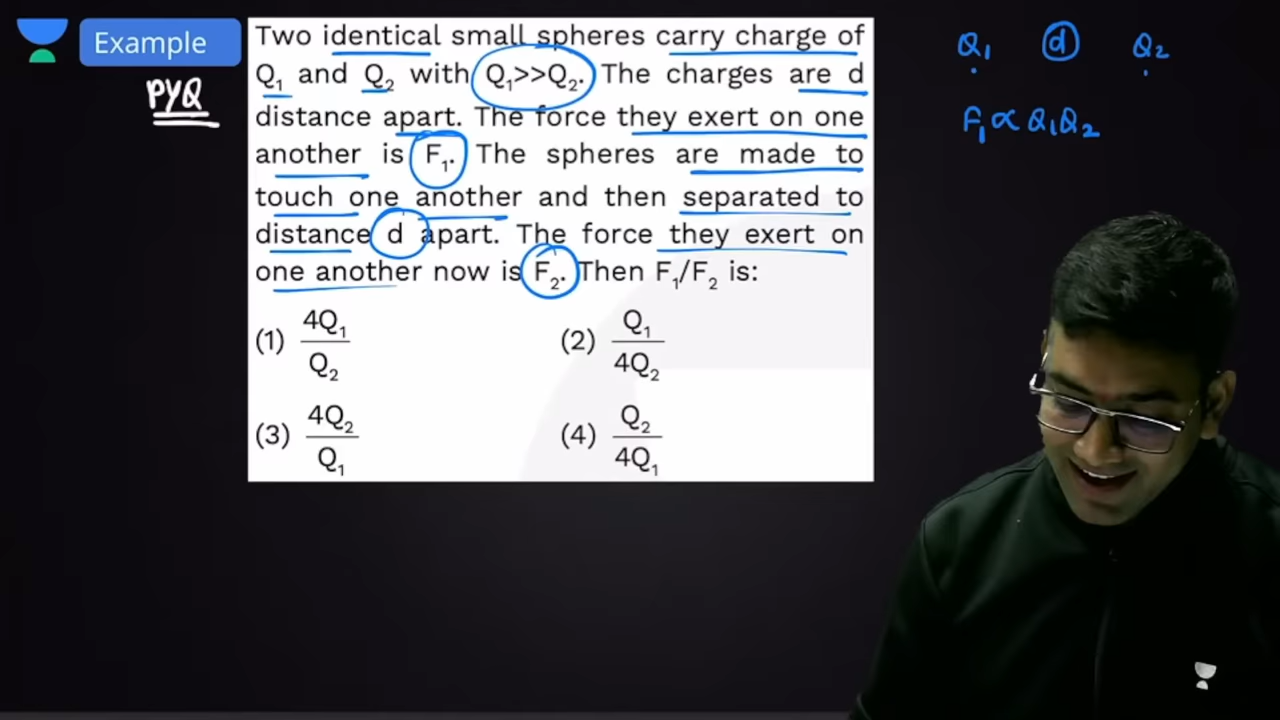 Example
PYQ
Two identical small spheres carry charge of
Q₁ and Q₂ with Q₁>>Q₂. The charges are d
distance apart. The force they exert on one
another is F₁. The spheres are made to
touch one another and then separated to
distance d apart. The force they exert on
one another now is F₂. Then F₁/F₂ is:
(1) 4Q₁/Q₂ (2) Q₁/4Q₂
(3) 4Q₂/Q₁ (4) Q₂/4Q₁
Q₁ d Q₂
F₁ ∝ Q₁Q₂